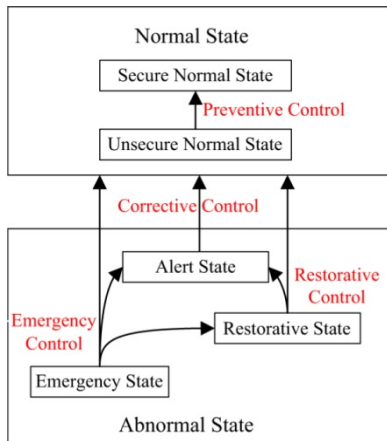 Normal State
Secure Normal State
Preventive Control
Unsecure Normal State
Corrective Control
Alert State
Restorative
Control
Emergency
Control
Restorative State
Emergency State
Abnormal State